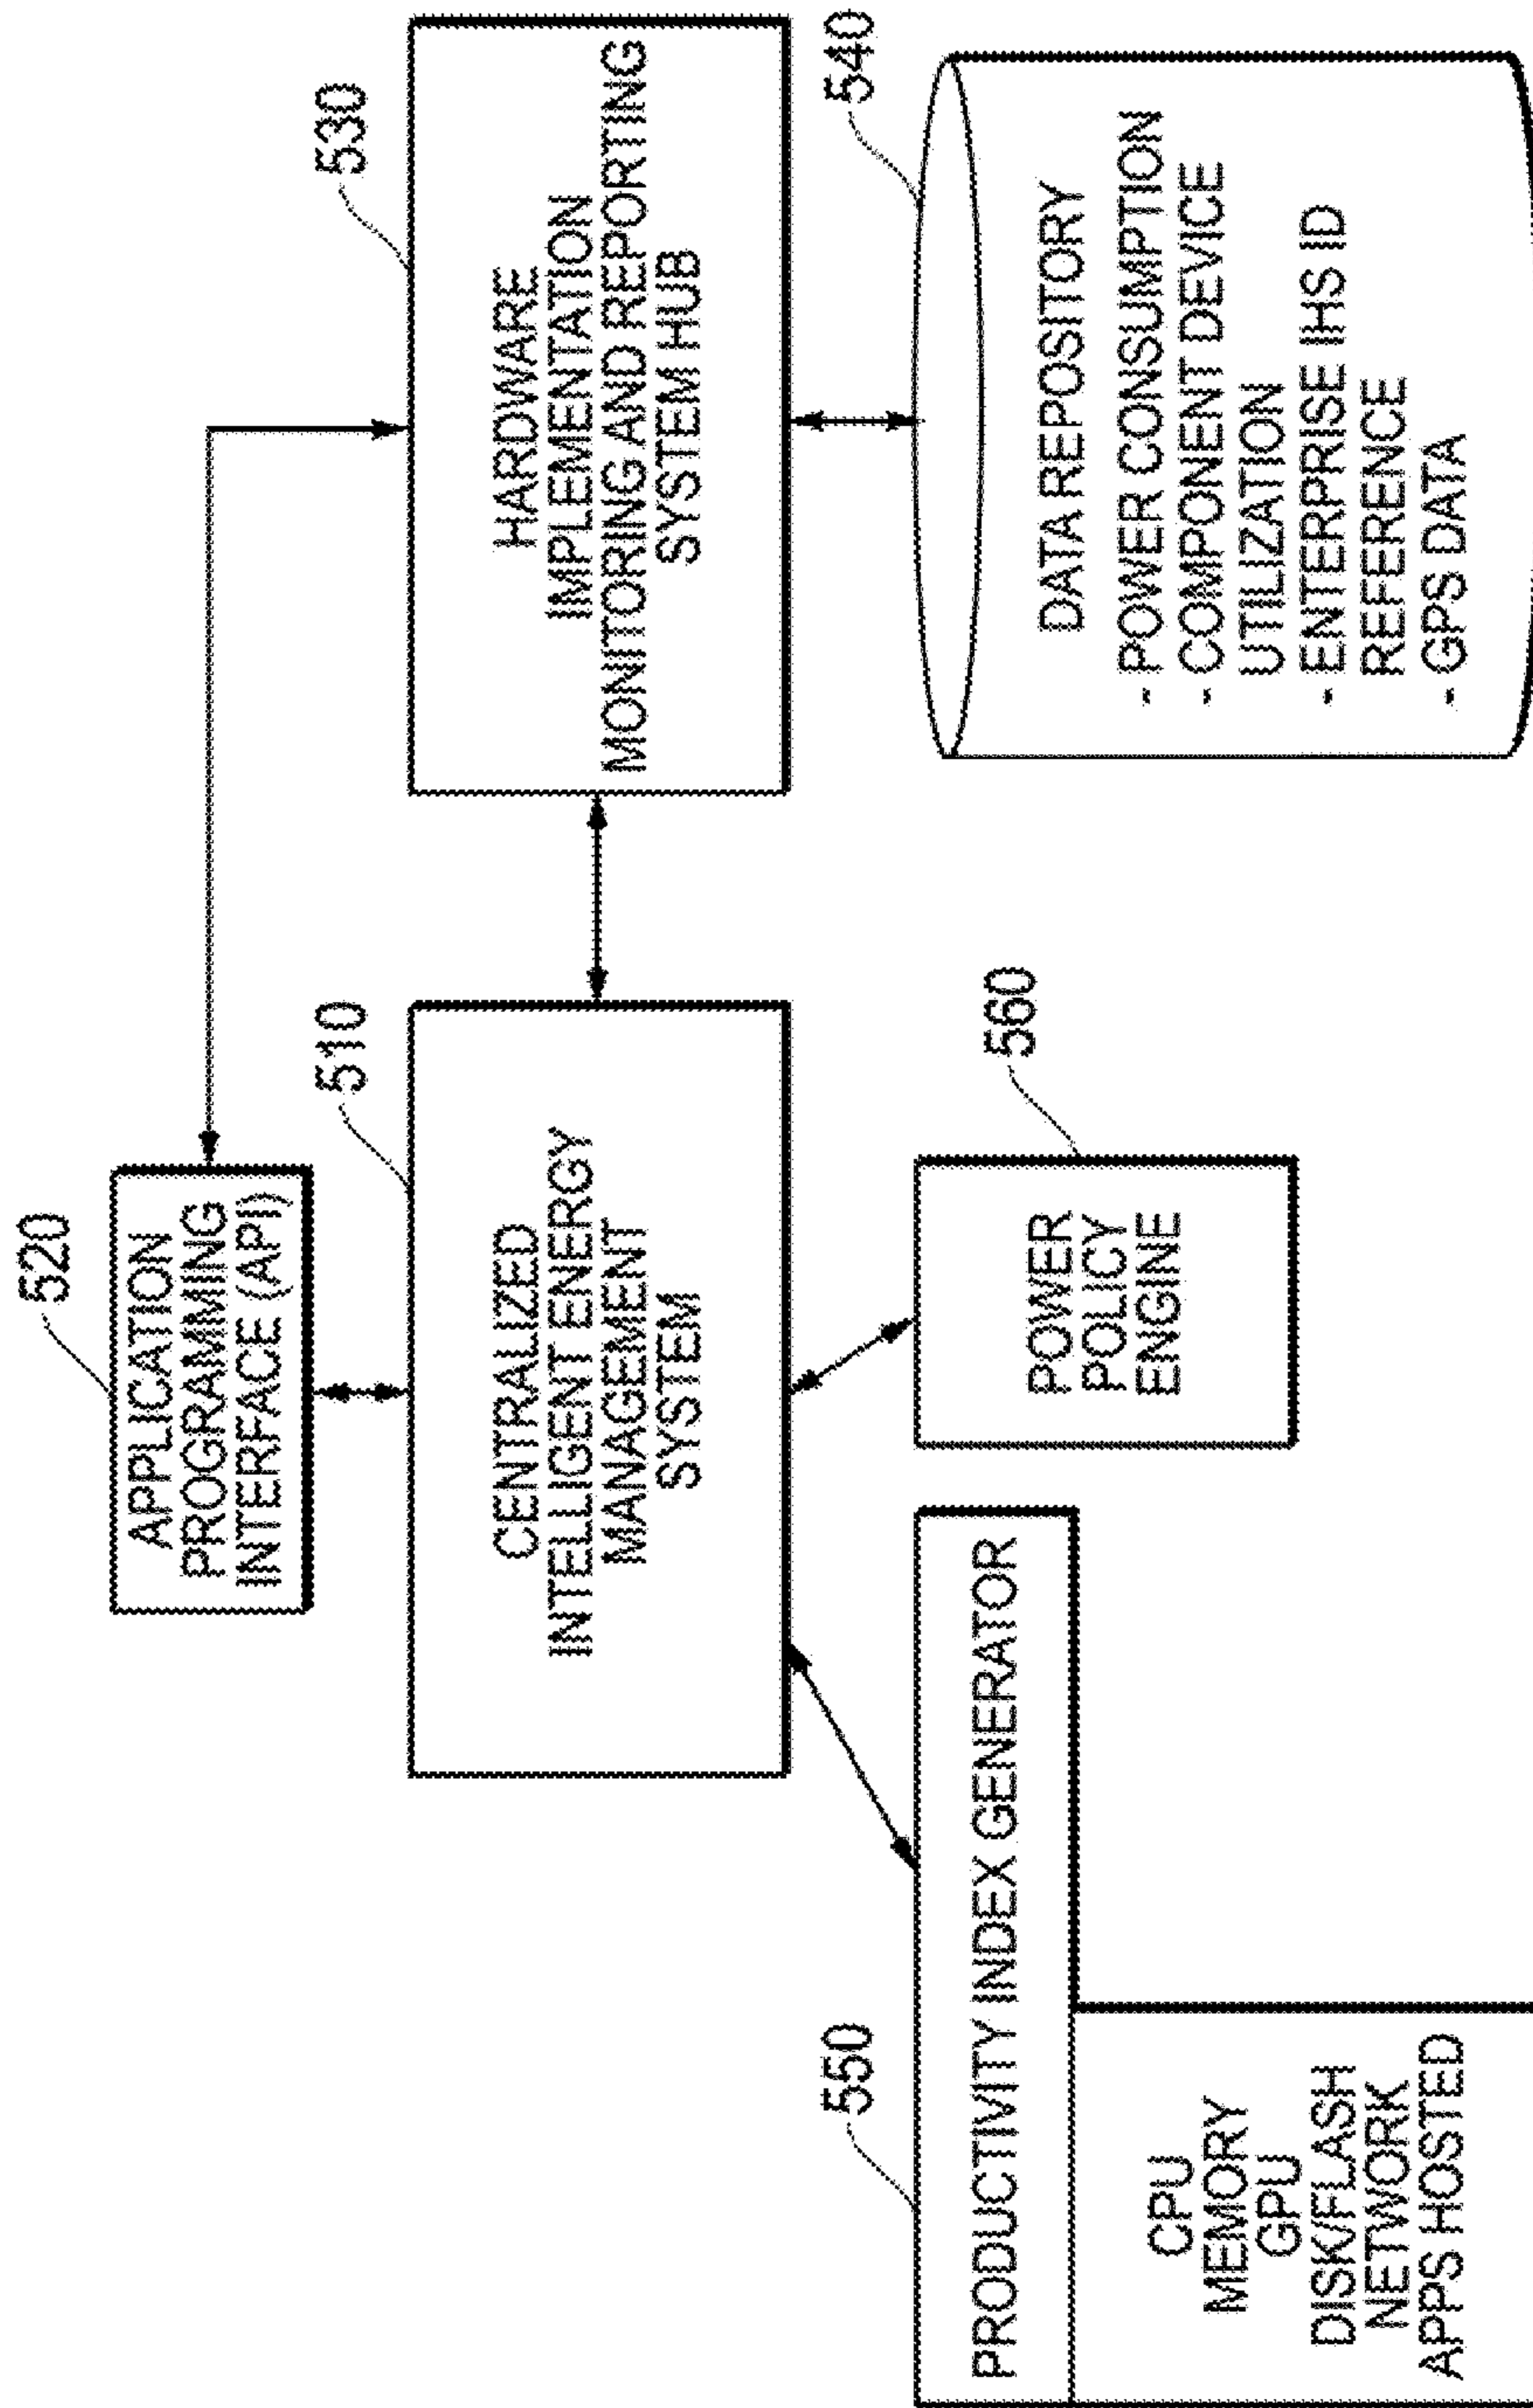 520
APPLICATION
PROGRAMMING
INTERFACE (API)
510
CENTRALIZED
INTELLIGENT ENERGY
MANAGEMENT
SYSTEM
530
HARDWARE
IMPLEMENTATION
MONITORING AND REPORTING
SYSTEM HUB
550
PRODUCTIVITY INDEX GENERATOR
CPU
MEMORY
GPU
DISK/FLASH
NETWORK
APPS HOSTED
560
POWER
POLICY
ENGINE
540
DATA REPOSITORY
- POWER CONSUMPTION
- COMPONENT DEVICE
UTILIZATION
- ENTERPRISE IHS ID
REFERENCE
- GPS DATA